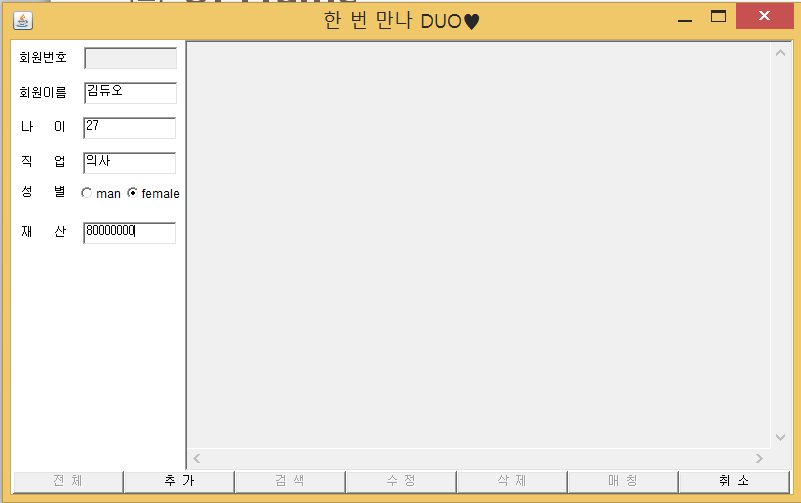 한 번 만나 DUO♥
회원번호
회원이름 김듀오
나 이 27
직 업 의사
성 별 man female
재 산 80000000
전 체 추 가 검 색 수 정 삭 제 매 칭 취 소